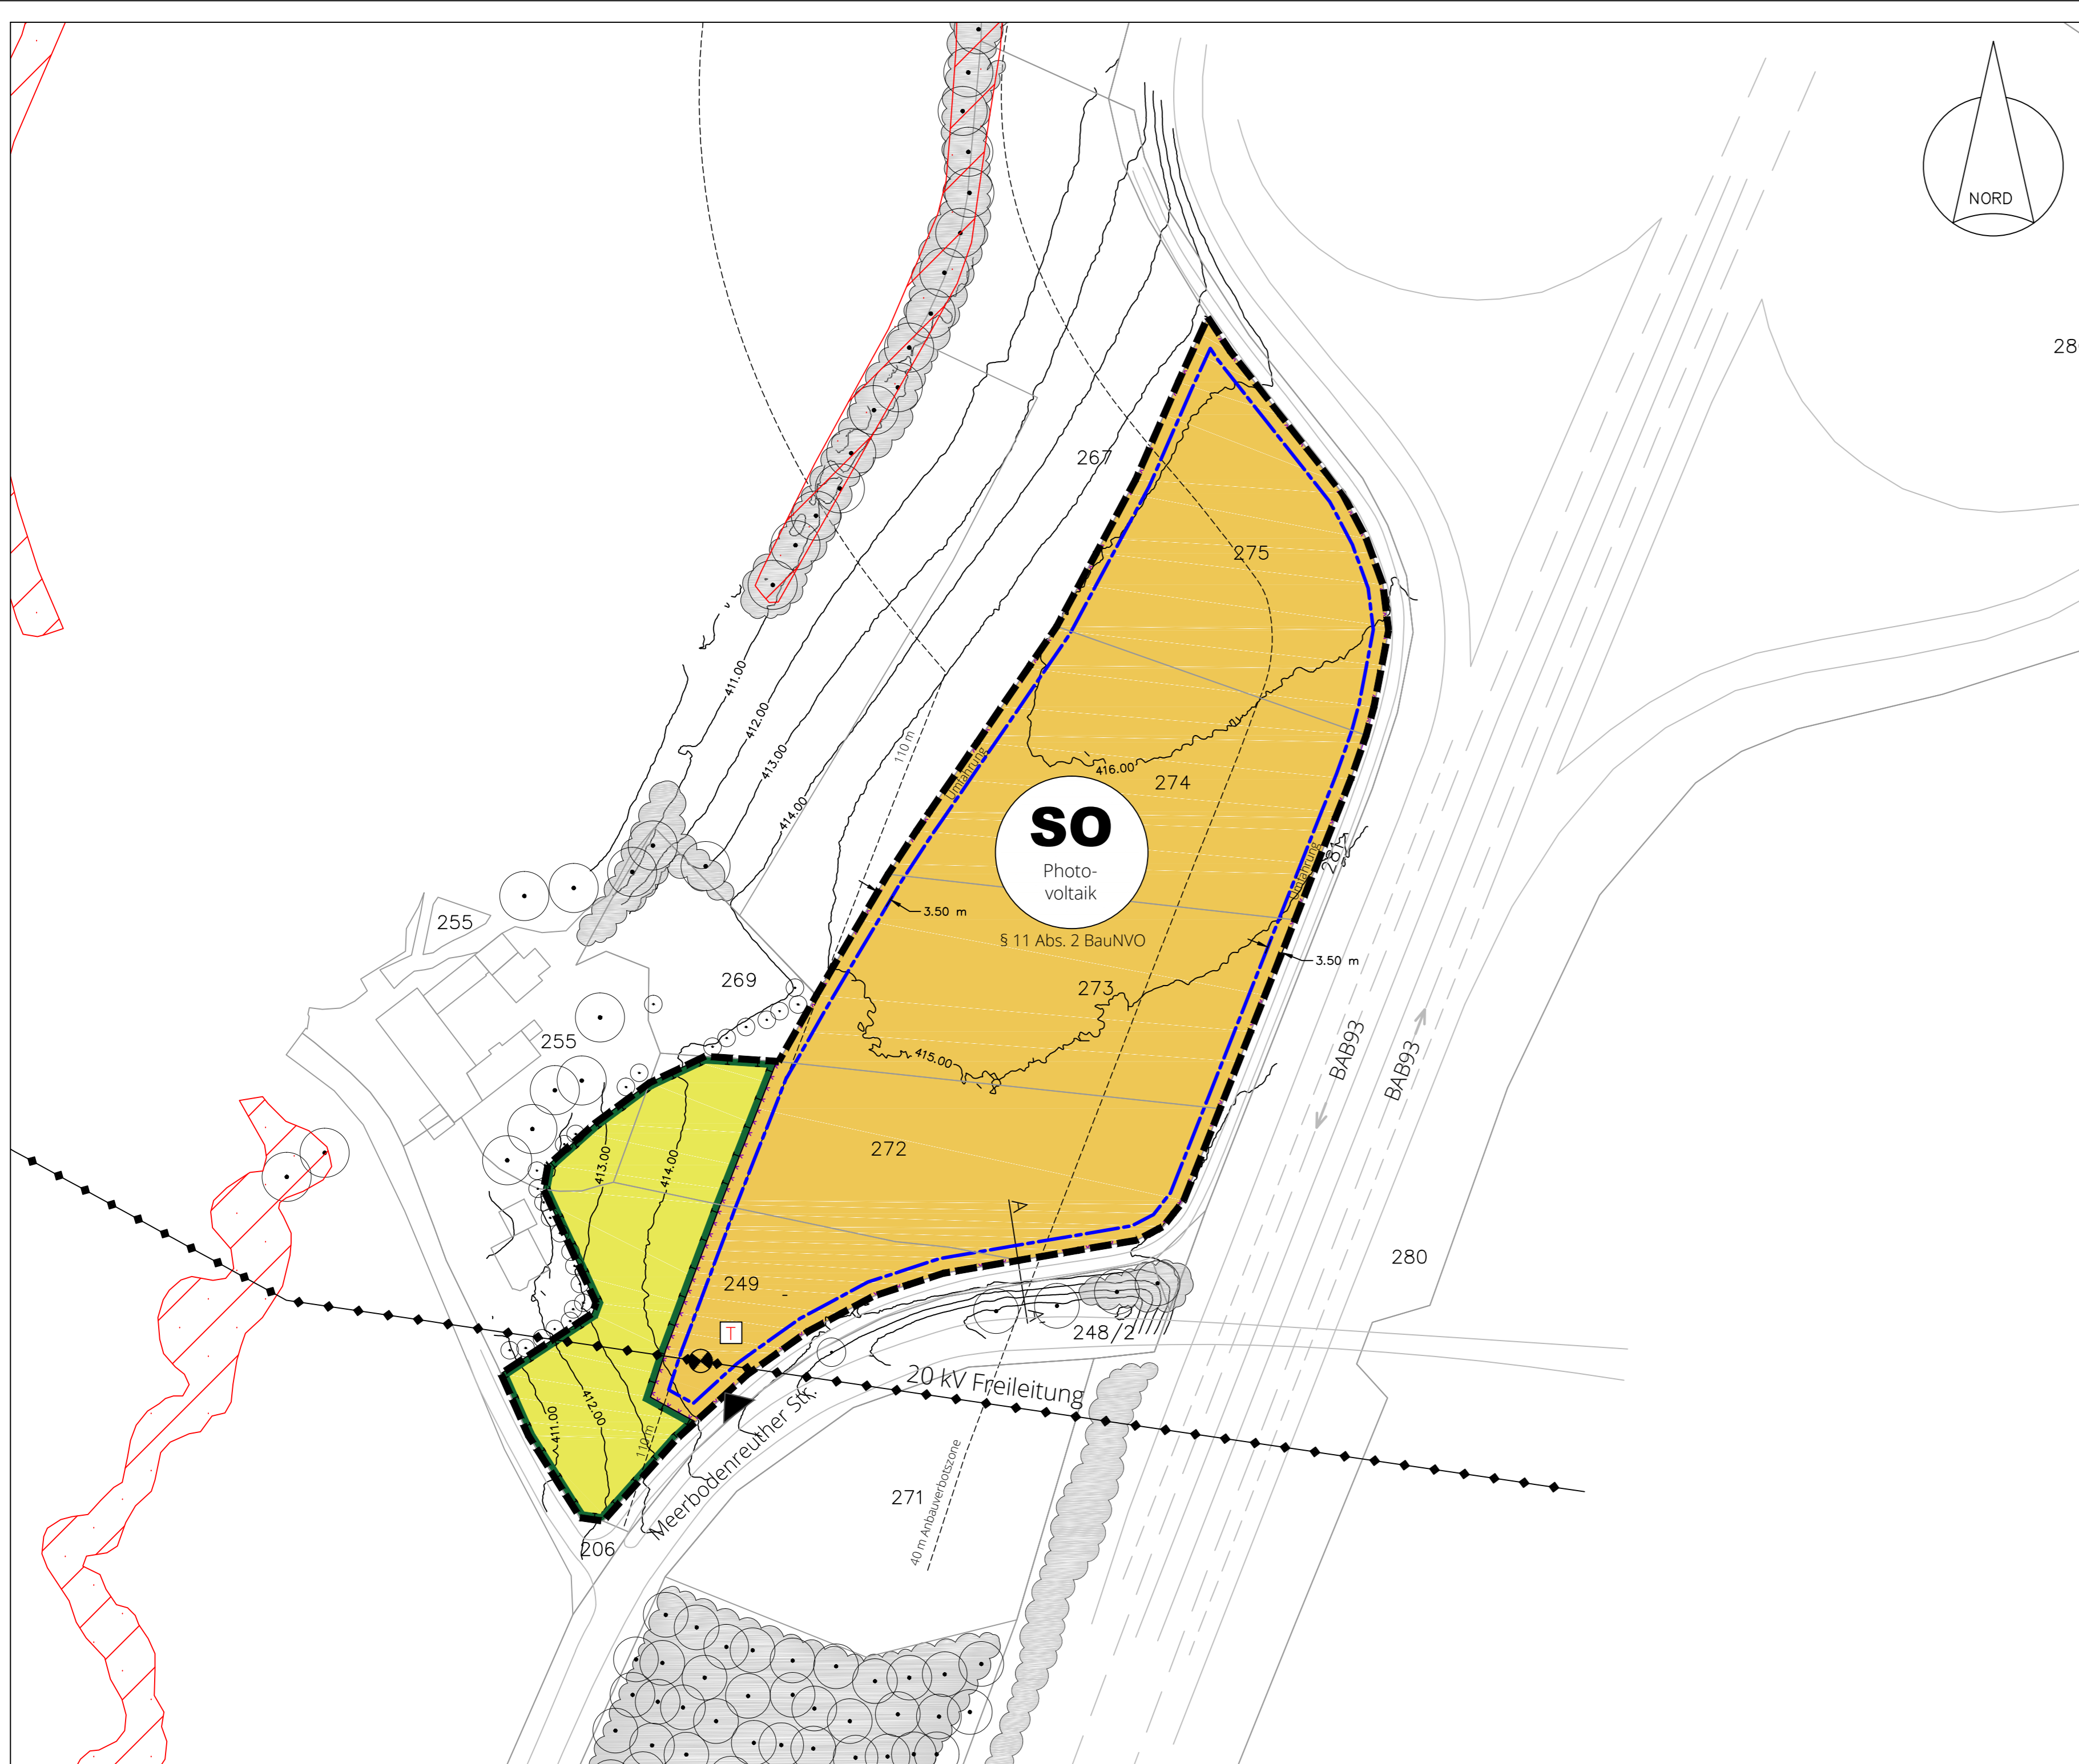 NORD
28
267
275
411.00
412.00
413.00
414.00
110 m
Umfahrung
416.00
274
SO
Photo-
voltaik
§ 11 Abs. 2 BauNVO
Umfahrung
281
3.50 m
3.50 m
255
269
273
255
415.00
BAB93
BAB93
272
413.00
414.00
A
A
249
T
280
248/2
20 kV Freileitung
411.00
412.00
110 m
Meerbodenreuther Str.
271
40 m Anbauverbotszone
206